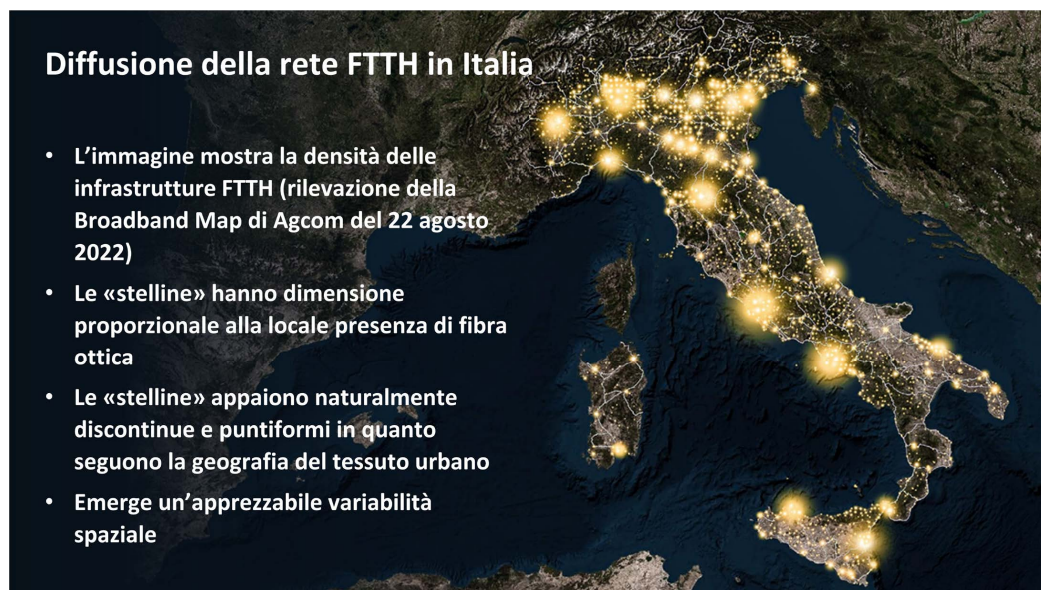 Diffusione della rete FTTH in Italia
• L’immagine mostra la densità delle
infrastrutture FTTH (rilevazione della
Broadband Map di Agcom del 22 agosto
2022)
• Le «stelline» hanno dimensione
proporzionale alla locale presenza di fibra
ottica
• Le «stelline» appaiono naturalmente
discontinue e puntiformi in quanto
seguono la geografia del tessuto urbano
• Emerge un’apprezzabile variabilità
spaziale